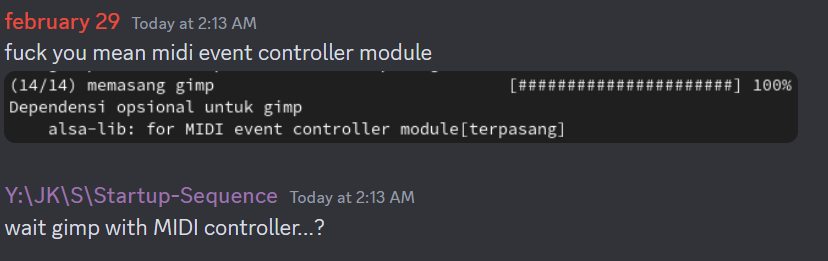 february 29 Today at 2:13 AM
fuck you mean midi event controller module
(14/14) memasang gimp [######################] 100%
Dependensi opsional untuk gimp
alsa-lib: for MIDI event controller module[terpasang]
Y:\JK\S\Startup-Sequence Today at 2:13 AM
wait gimp with MIDI controller...?